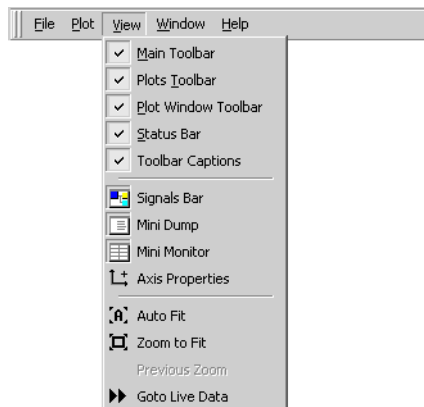 File Plot View Window Help
Main Toolbar
Plots Toolbar
Plot Window Toolbar
Status Bar
Toolbar Captions
Signals Bar
Mini Dump
Mini Monitor
Axis Properties
Auto Fit
Zoom to Fit
Previous Zoom
Goto Live Data